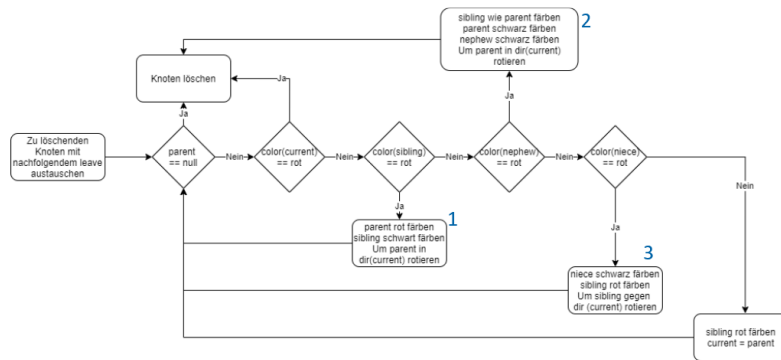 sibling wie parent färben
parent schwarz färben
nephew schwarz färben
Um parent in dir(current)
rotieren
2
Knoten löschen
Ja
Ja
Ja
Zu löschenden
Knoten mit
nachfolgendem leave
austauschen
parent
== null
Nein
color(current)
== rot
Nein
color(sibling)
== rot
Nein
color(nephew)
== rot
Nein
color(niece)
== rot
Nein
Ja
Ja
parent rot färben
sibling schwart färben
Um parent in
dir(current) rotieren
1
3
niece schwarz färben
sibling rot färben
Um sibling gegen
dir (current) rotieren
sibling rot färben
current = parent